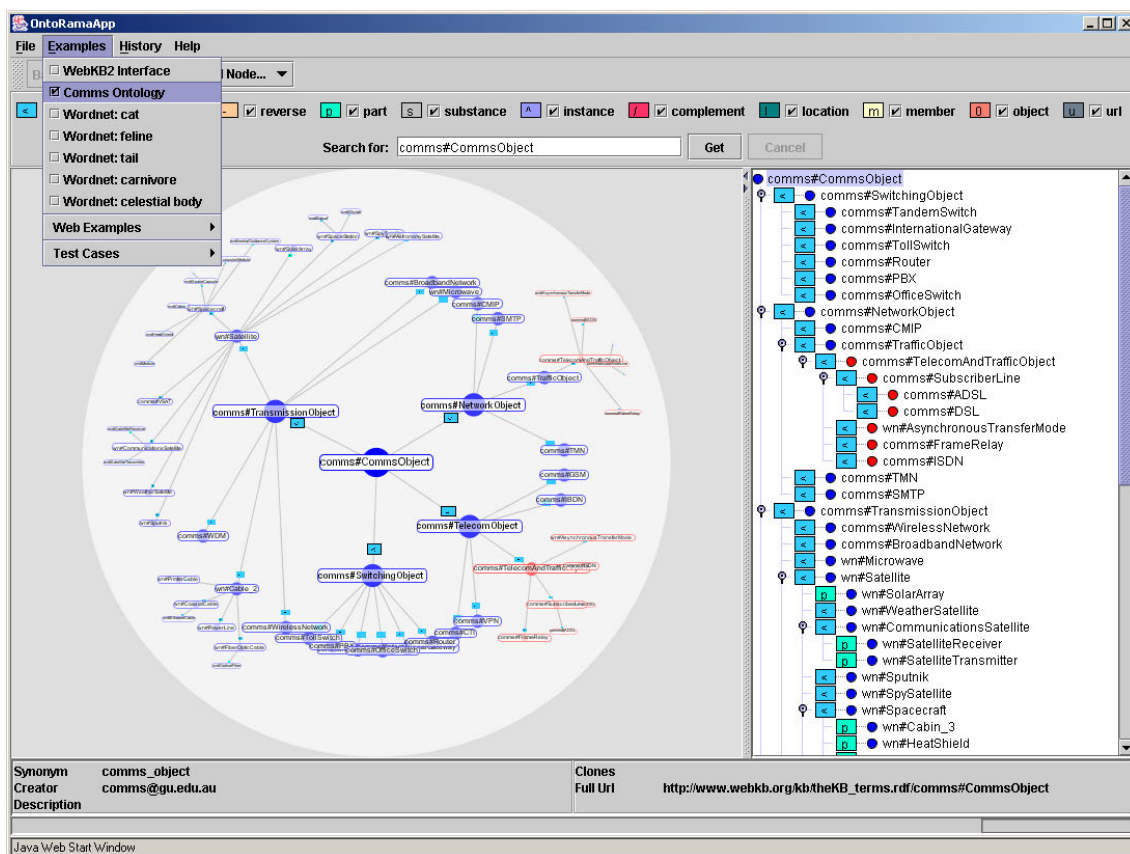 OntoRamaApp
File Examples History Help
WebKB2 Interface
Comms Ontology
Wordnet: cat
Wordnet: feline
Wordnet: tail
Wordnet: carnivore
Wordnet: celestial body
Web Examples
Test Cases
Node...
reverse p part s substance ^ instance / complement l location m member O object u url
Search for: comms#CommsObject Get Cancel
wn#Satellite
comms#BroadbandNetwork
wn#Microwave
comms#CMIP
comms#SMTP
comms#TelecomAndTrafficObject
comms#TrafficObject
comms#NetworkObject
comms#TransmissionObject
comms#CommsObject
comms#TMN
comms#GSM
comms#ISDN
comms#TelecomObject
comms#WDM
wn#AsynchronousTransferMode
comms#SwitchingObject
wn#Cable_2
comms#WirelessNetwork
comms#TollSwitch
comms#OfficeSwitch
comms#Router
comms#CTI
comms#VPN
comms#FrameRelay
comms#CommsObject
comms#SwitchingObject
comms#TandemSwitch
comms#InternationalGateway
comms#TollSwitch
comms#Router
comms#PBX
comms#OfficeSwitch
comms#NetworkObject
comms#CMIP
comms#TrafficObject
comms#TelecomAndTrafficObject
comms#SubscriberLine
comms#ADSL
comms#DSL
wn#AsynchronousTransferMode
comms#FrameRelay
comms#ISDN
comms#TMN
comms#SMTP
comms#TransmissionObject
comms#WirelessNetwork
comms#BroadbandNetwork
wn#Microwave
wn#Satellite
p wn#SolarArray
wn#WeatherSatellite
wn#CommunicationsSatellite
p wn#SatelliteReceiver
p wn#SatelliteTransmitter
wn#Sputnik
wn#SpySatellite
wn#Spacecraft
p wn#Cabin_3
p wn#HeatShield
Synonym comms_object
Creator comms@gu.edu.au
Description
Clones
Full Url http://www.webkb.org/kb/theKB_terms.rdf/comms#CommsObject
Java Web Start Window